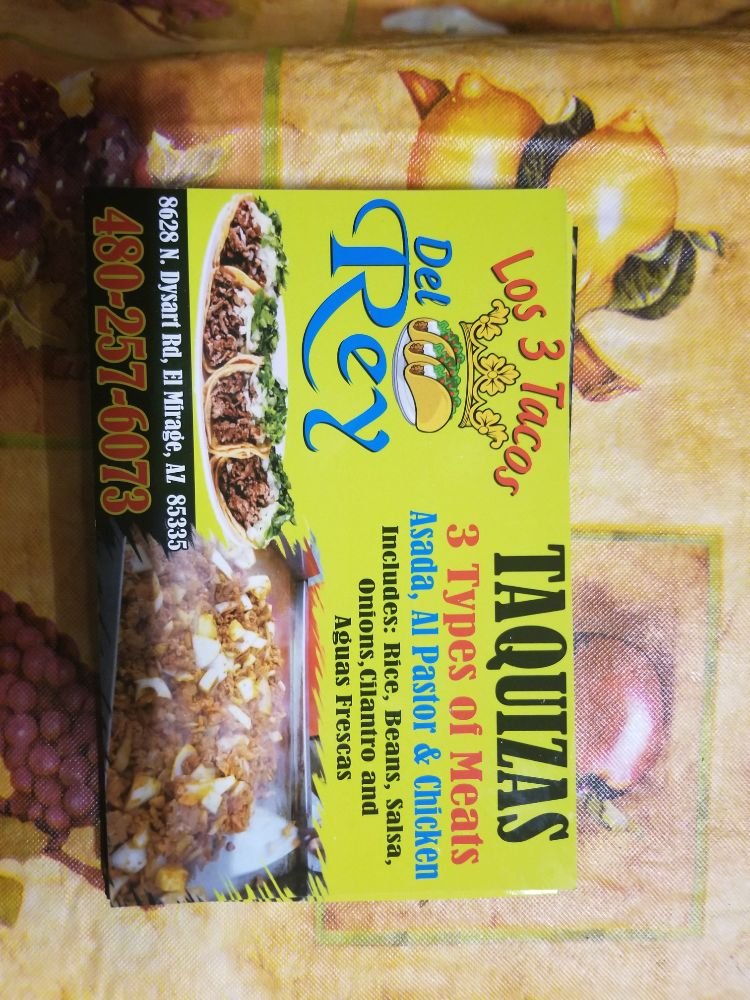 Los 3 Tacos
Del
Rey
8628 N. Dysart Rd, El Mirage, AZ 85335
480-257-6073
TAQUIZAS
3 Types of Meats
Asada, Al Pastor & Chicken
Includes: Rice, Beans, Salsa,
Onions,Cilantro and
Aguas Frescas